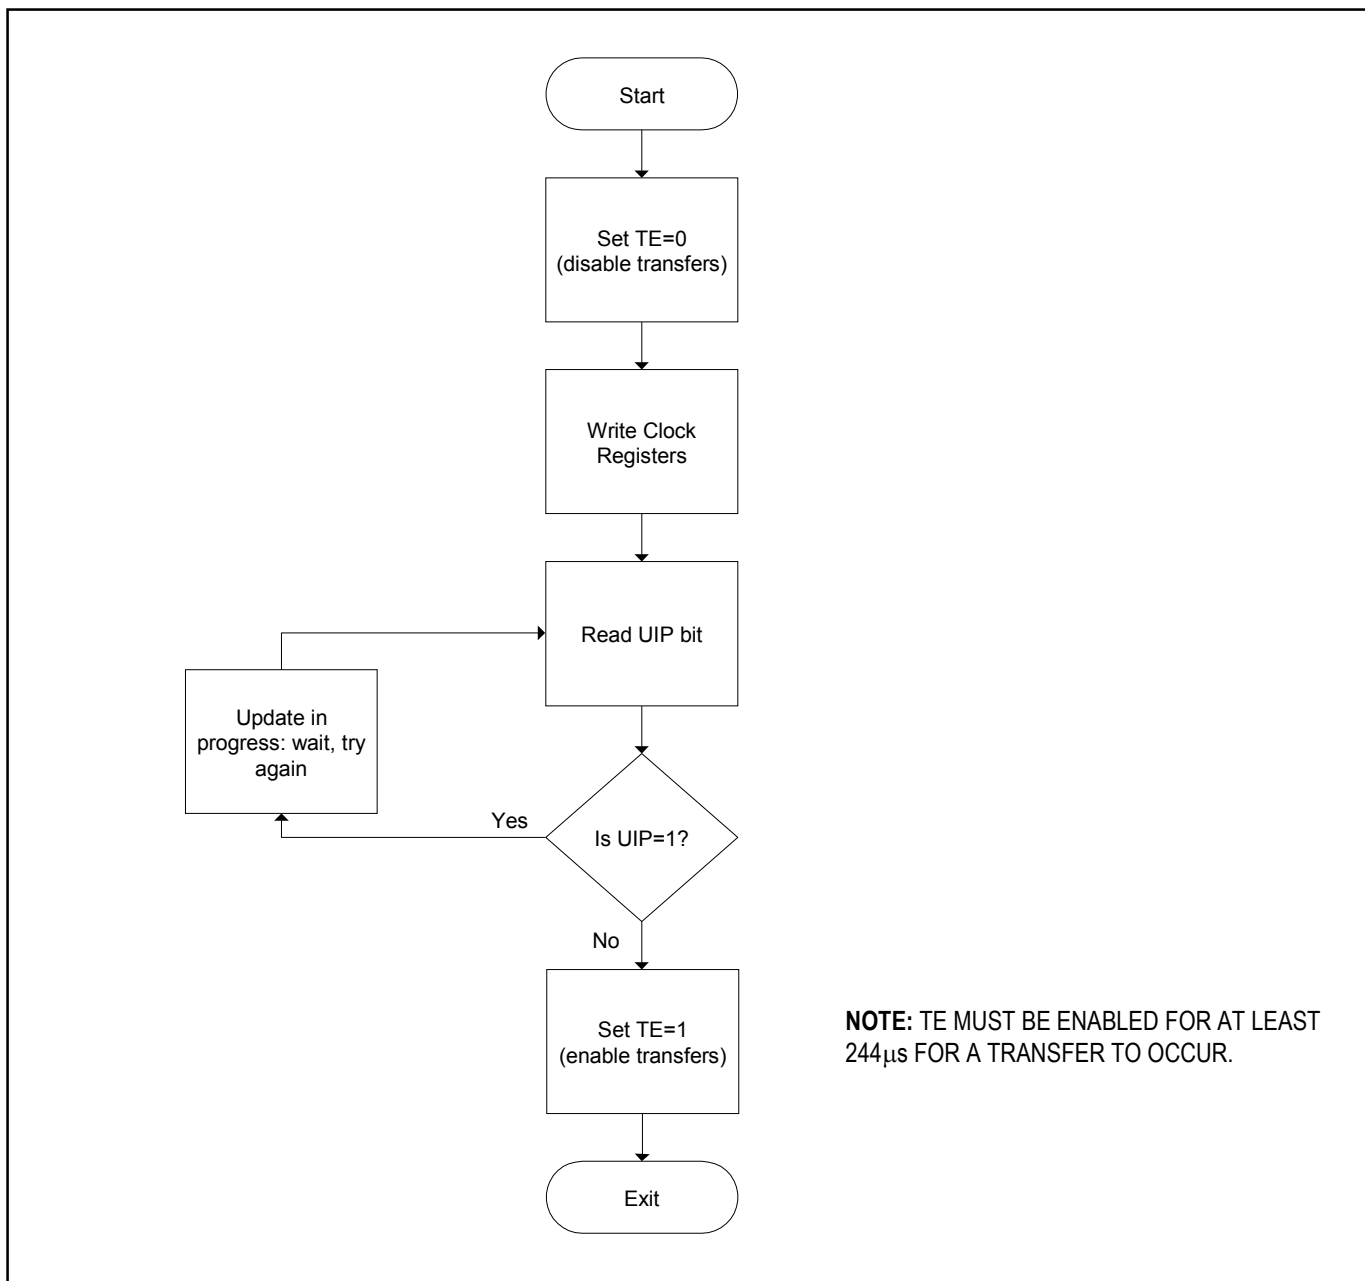 Start
Set TE=0
(disable transfers)
Write Clock
Registers
Read UIP bit
Update in
progress: wait, try
again
Yes
Is UIP=1?
No
Set TE=1
(enable transfers)
NOTE: TE MUST BE ENABLED FOR AT LEAST
244μs FOR A TRANSFER TO OCCUR.
Exit